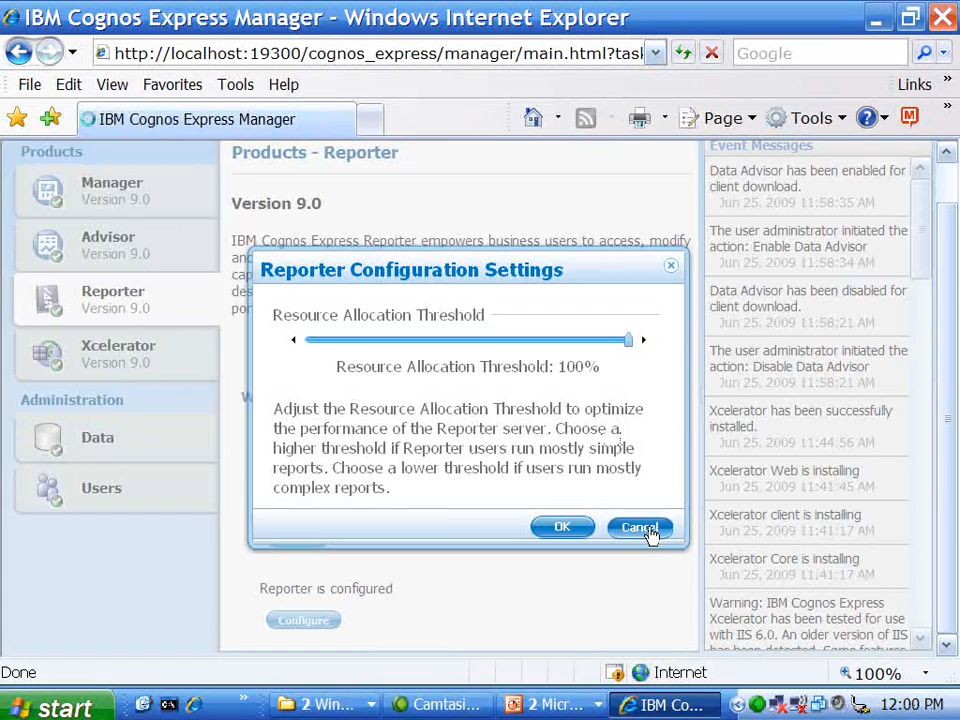 IBM Cognos Express Manager - Windows Internet Explorer
http://localhost:19300/cognos_express/manager/main.html?task
Google
File Edit View Favorites Tools Help
Links
IBM Cognos Express Manager
Page Tools
Products
Manager
Version 9.0
Advisor
Version 9.0
Reporter
Version 9.0
Xcelerator
Version 9.0
Administration
Data
Users
Products - Reporter
Version 9.0
IBM Cognos Express Reporter empowers business users to access, modify
Reporter Configuration Settings
Resource Allocation Threshold
Resource Allocation Threshold: 100%
Adjust the Resource Allocation Threshold to optimize
the performance of the Reporter server. Choose a
higher threshold if Reporter users run mostly simple
reports. Choose a lower threshold if users run mostly
complex reports.
OK
Cancel
Reporter is configured
Configure
Event Messages
Data Advisor has been enabled for
client download.
Jun 25, 2009 11:58:35 AM
The user administrator initiated the
action: Enable Data Advisor
Jun 25, 2009 11:58:34 AM
Data Advisor has been disabled for
client download.
Jun 25, 2009 11:58:21 AM
The user administrator initiated the
action: Disable Data Advisor
Jun 25, 2009 11:58:21 AM
Xcelerator has been successfully
installed.
Jun 25, 2009 11:44:56 AM
Xcelerator Web is installing
Jun 25, 2009 11:41:45 AM
Xcelerator client is installing
Jun 25, 2009 11:41:17 AM
Xcelerator Core is installing
Jun 25, 2009 11:41:17 AM
Warning: IBM Cognos Express
Xcelerator has been tested for use
with IIS 6.0. An older version of IIS
has been detected. Some features
Done
Internet
100%
start
2 Win...
Camtasi...
2 Micr...
IBM Co...
12:00 PM